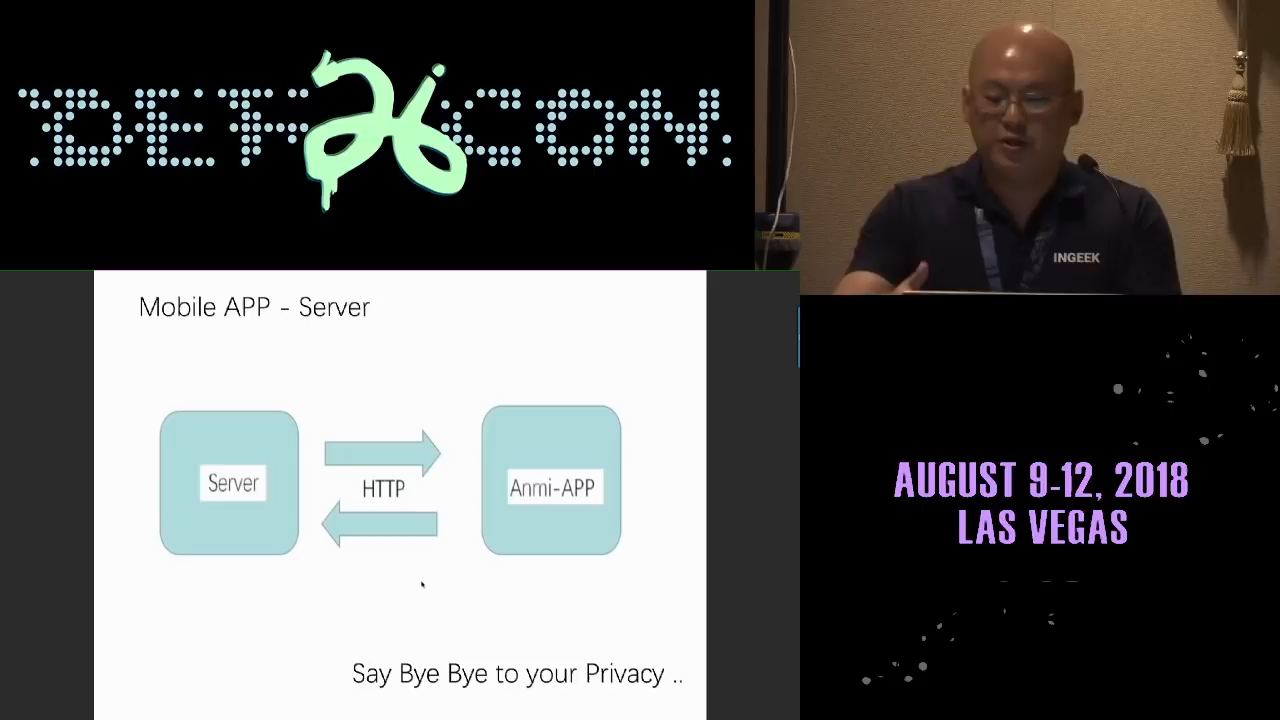 DEF 26 CON
INGEEK
Mobile APP - Server
Server
HTTP
Anmi-APP
Say Bye Bye to your Privacy ..
AUGUST 9-12, 2018
LAS VEGAS